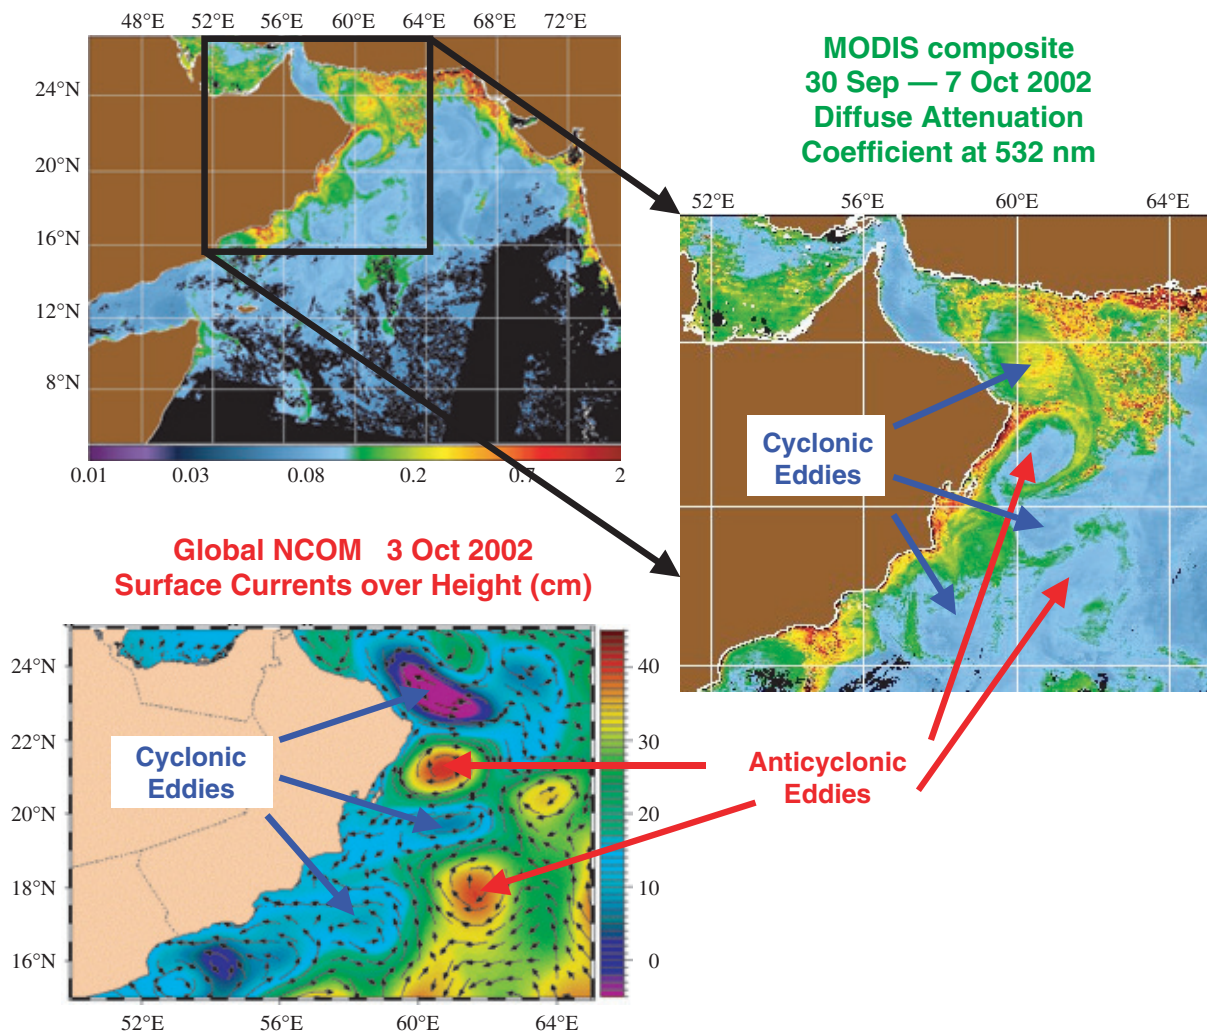 48°E 52°E 56°E 60°E 64°E 68°E 72°E
24°N
20°N
16°N
12°N
8°N
0.01 0.03 0.08 0.2 0.7 2
MODIS composite
30 Sep — 7 Oct 2002
Diffuse Attenuation
Coefficient at 532 nm
52°E 56°E 60°E 64°E
Cyclonic
Eddies
Global NCOM 3 Oct 2002
Surface Currents over Height (cm)
24°N
22°N
20°N
18°N
16°N
52°E 56°E 60°E 64°E
40
30
20
10
0
Cyclonic
Eddies
Anticyclonic
Eddies